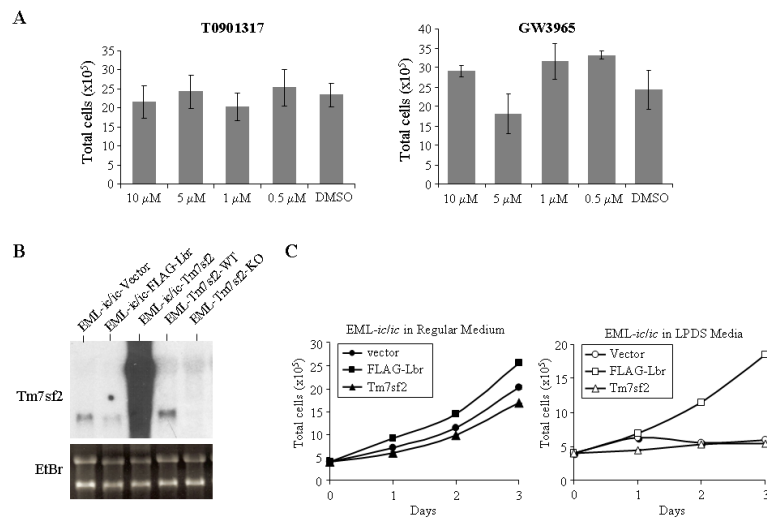 A
T0901317
GW3965
Total cells (x10⁵)
35
30
25
20
15
10
5
0
10 µM
5 µM
1 µM
0.5 µM
DMSO
Total cells (x10⁵)
40
35
30
25
20
15
10
5
0
10 µM
5 µM
1 µM
0.5 µM
DMSO
B
EML-ic/ic-Vector
EML-ic/ic-FLAG-Lbr
EML-ic/ic-Tm7sf2
EML-Tm7sf2-WT
EML-Tm7sf2-KO
Tm7sf2
EtBr
C
EML-ic/ic in Regular Medium
vector
FLAG-Lbr
Tm7sf2
Total cells (x10⁵)
30
25
20
15
10
5
0
0
1
2
3
Days
EML-ic/ic in LPDS Media
Vector
FLAG-Lbr
Tm7sf2
Total cells (x10⁵)
20
15
10
5
0
0
1
2
3
Days